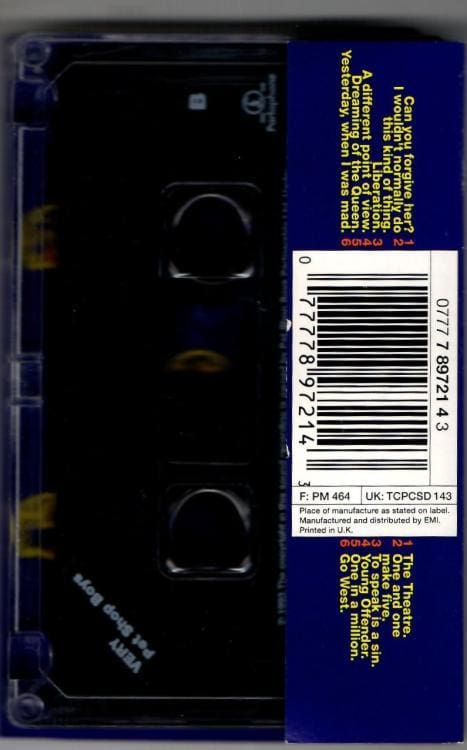 Can you forgive her? 1
I wouldn't normally do 2
this kind of thing.
Liberation. 3
A different point of view. 4
Dreaming of the Queen. 5
Yesterday, when I was mad. 6
0777 7 89721 4 3
0 77778 97214 3
F: PM 464 UK: TCPCSD 143
Place of manufacture as stated on label.
Manufactured and distributed by EMI.
Printed in U.K.
1 The Theatre.
2 One and one
make five.
3 To speak is a sin.
4 Young Offender.
5 One in a million.
6 Go West.
Parlophone
VERY
Pet Shop Boys